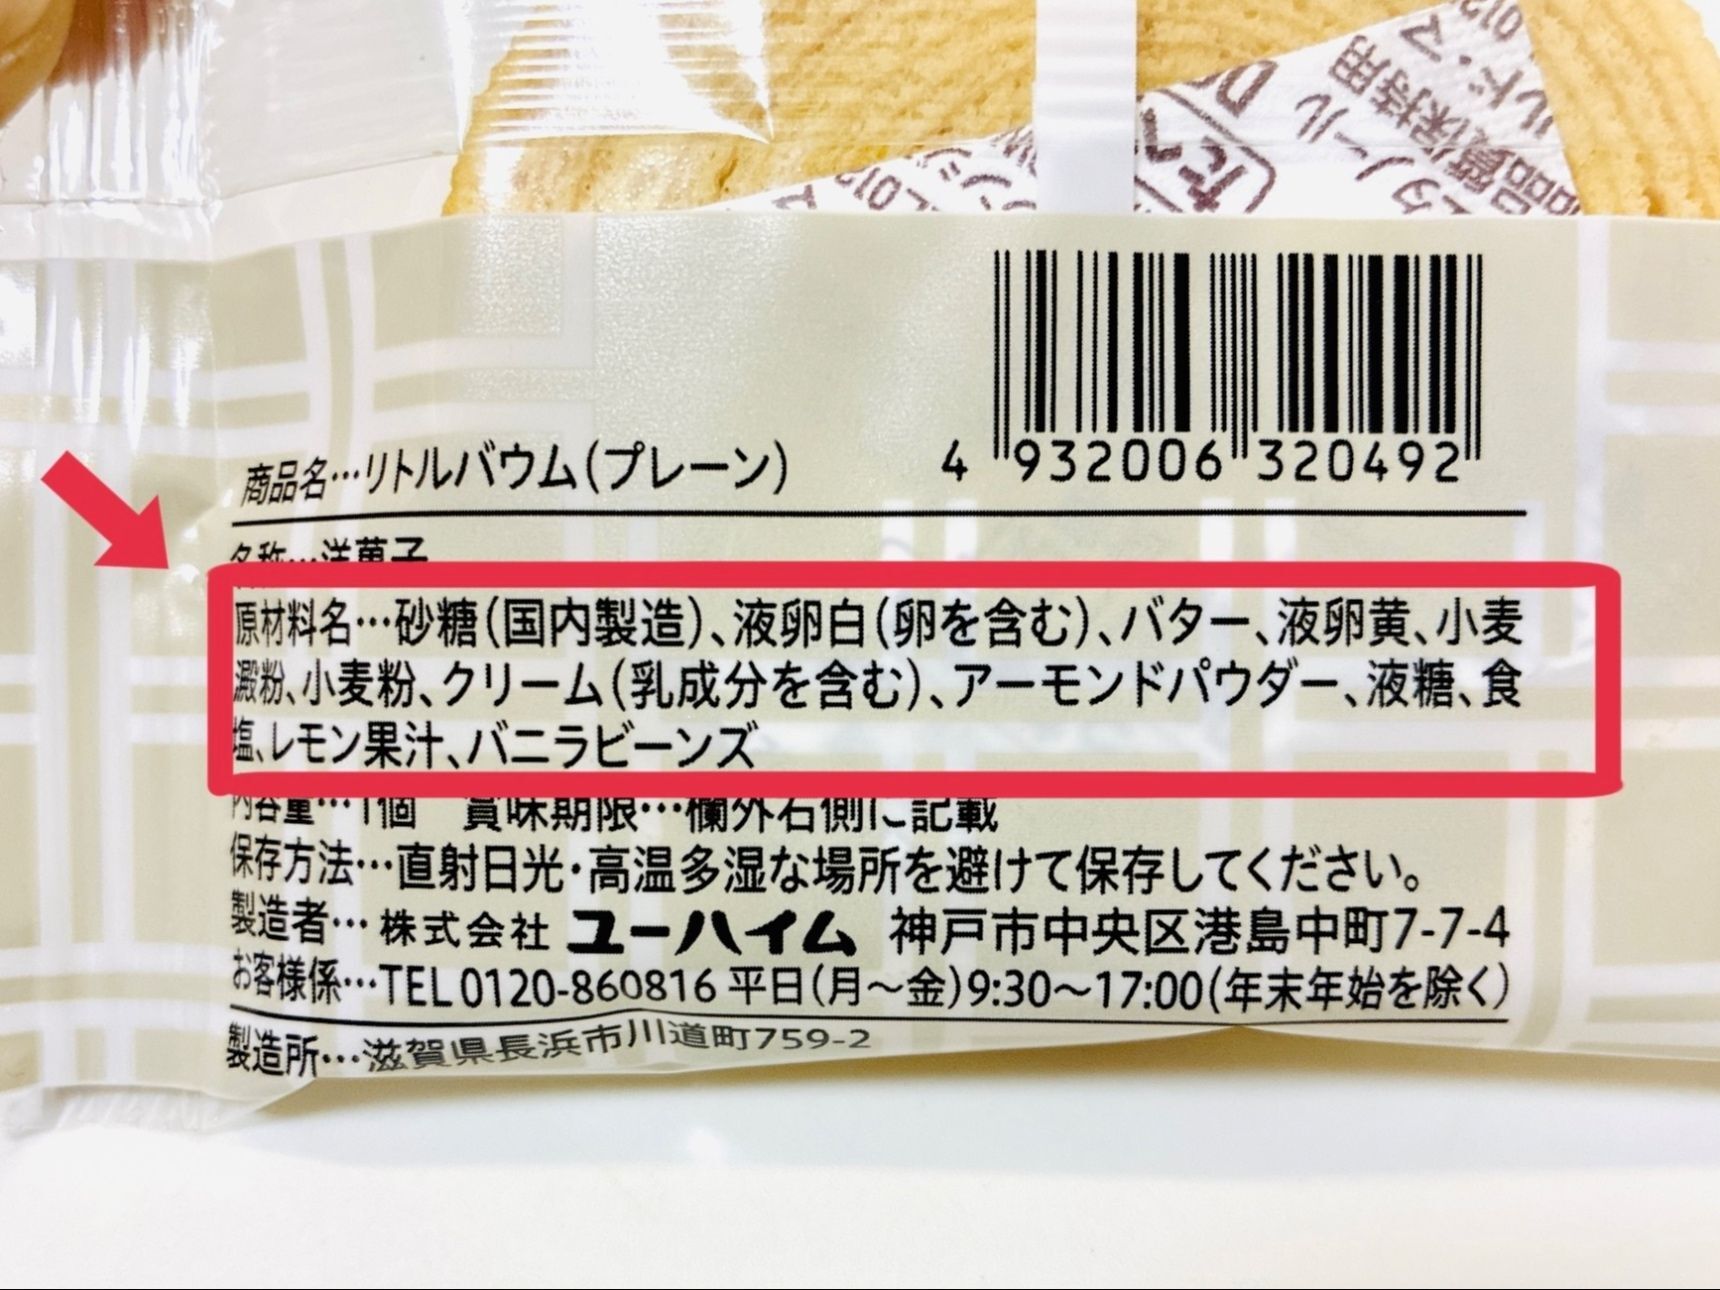 エタノール
品質保持用
商品名…リトルバウム(プレーン)
4 932006 320492
名称…洋菓子
原材料名…砂糖(国内製造)、液卵白(卵を含む)、バター、液卵黄、小麦
澱粉、小麦粉、クリーム(乳成分を含む)、アーモンドパウダー、液糖、食
塩、レモン果汁、バニラビーンズ
内容量…1個　賞味期限…欄外右側に記載
保存方法…直射日光・高温多湿な場所を避けて保存してください。
製造者…株式会社 ユーハイム 神戸市中央区港島中町7-7-4
お客様係…TEL 0120-860816 平日(月〜金)9:30〜17:00(年末年始を除く)
製造所…滋賀県長浜市川道町759-2